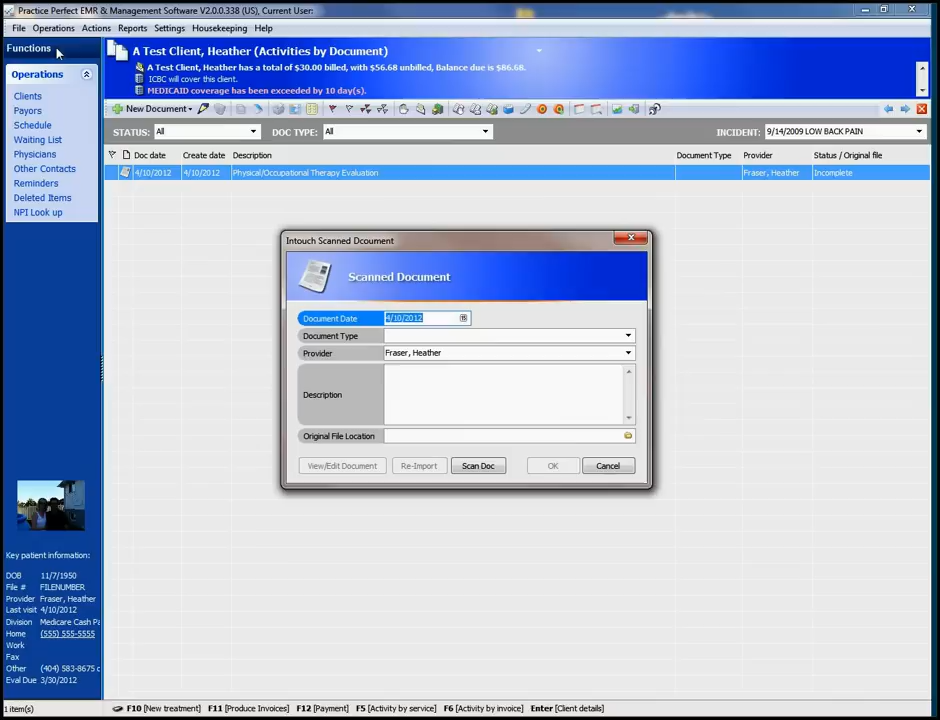 Practice Perfect EMR & Management Software V2.0.0.338 (US), Current User:
File Operations Actions Reports Settings Housekeeping Help
Functions
Operations
Clients
Payors
Schedule
Waiting List
Physicians
Other Contacts
Reminders
Deleted Items
NPI Look up
A Test Client, Heather (Activities by Document)
A Test Client, Heather has a total of $30.00 billed, with $56.68 unbilled, Balance due is $86.68.
ICBC will cover this client.
MEDICAID coverage has been exceeded by 10 day(s).
New Document
STATUS: All DOC TYPE: All INCIDENT: 9/14/2009 LOW BACK PAIN
Doc date Create date Description Document Type Provider Status / Original file
4/10/2012 4/10/2012 Physical/Occupational Therapy Evaluation Fraser, Heather Incomplete
Intouch Scanned Dcoument
Scanned Document
Document Date 4/10/2012
Document Type
Provider Fraser, Heather
Description
Original File Location
View/Edit Document Re-Import Scan Doc OK Cancel
Key patient information:
DOB 11/7/1950
File # FILENUMBER
Provider Fraser, Heather
Last visit 4/10/2012
Division Medicare Cash Pa
Home (555) 555-5555
Work
Fax
Other (404) 583-8675 c
Eval Due 3/30/2012
1 item(s)
F10 [New treatment] F11 [Produce Invoices] F12 [Payment] F5 [Activity by service] F6 [Activity by invoice] Enter [Client details]